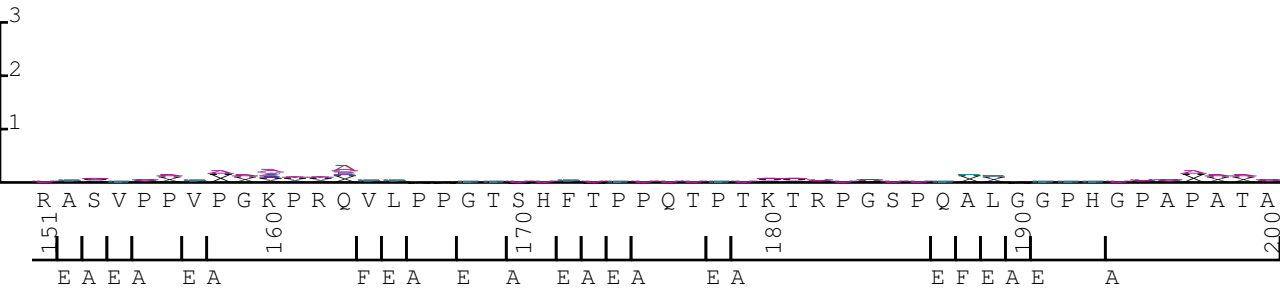 3
2
1
R A S V P P V P G K P R Q V L P P G T S H F T P P Q T P T K T R P G S P Q A L G G P H G P A P A T A
151 160 170 180 190 200
E A E A E A F E A E A E A E A E A E F E A E A